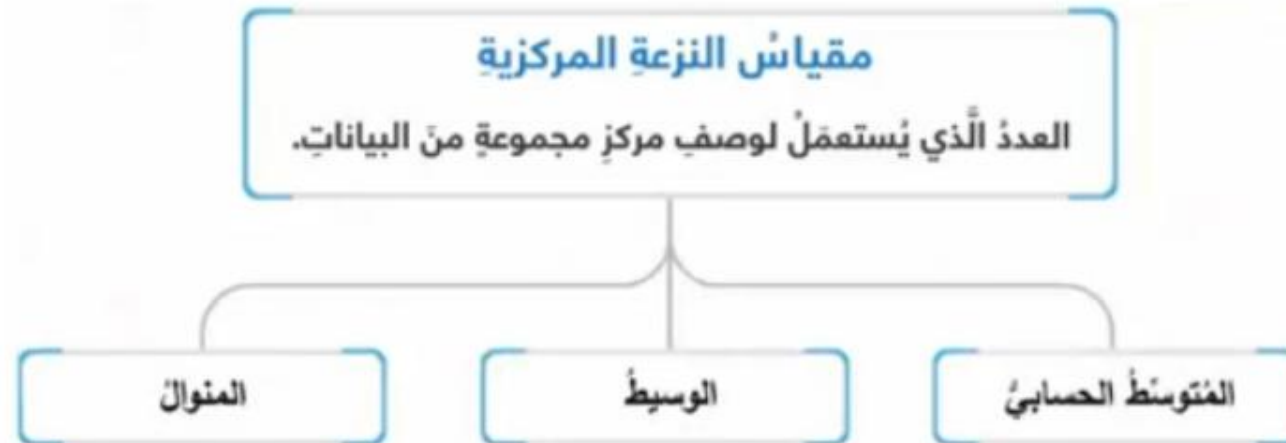 مقياسُ النزعةِ المركزيةِ
العددُ الَّذي يُستعمَلُ لوصفِ مركزِ مجموعةٍ منَ البياناتِ.
المُتوسّطُ الحسابيُّ
الوسيطُ
المنوالُ